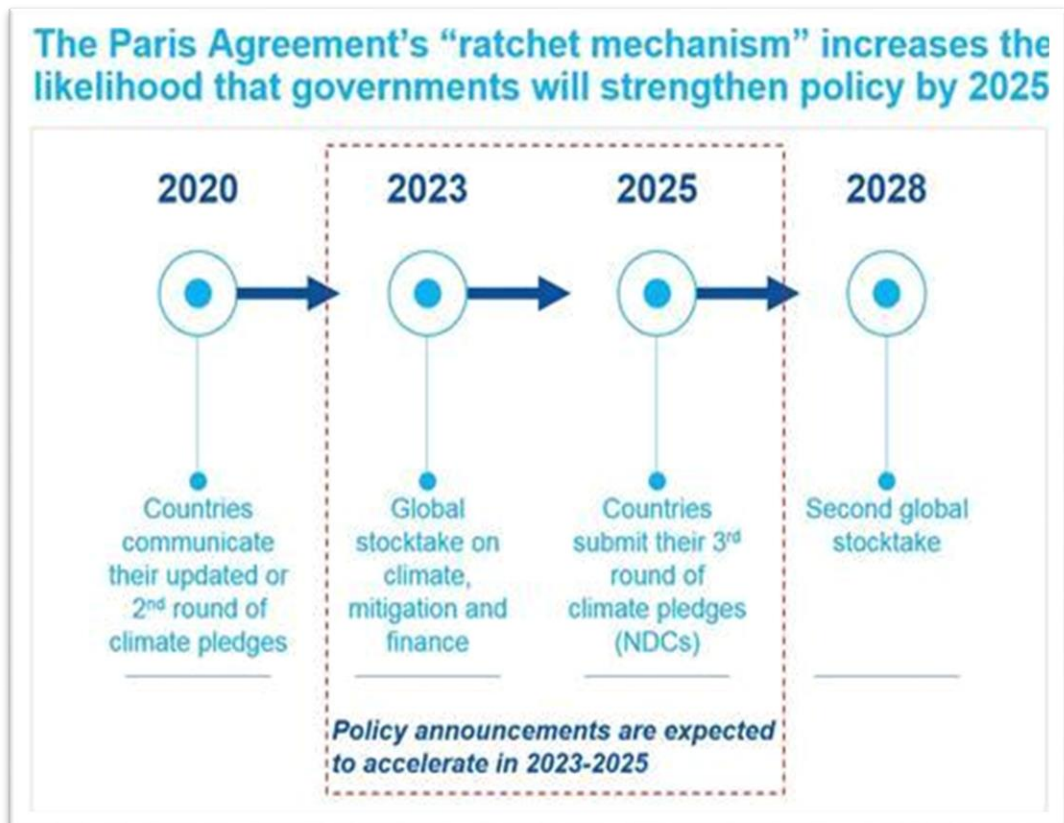 The Paris Agreement’s “ratchet mechanism” increases the
likelihood that governments will strengthen policy by 2025
2020
2023
2025
2028
Countries
communicate
their updated or
2nd round of
climate pledges
Global
stocktake on
climate,
mitigation and
finance
Countries
submit their 3rd
round of
climate pledges
(NDCs)
Second global
stocktake
Policy announcements are expected
to accelerate in 2023-2025